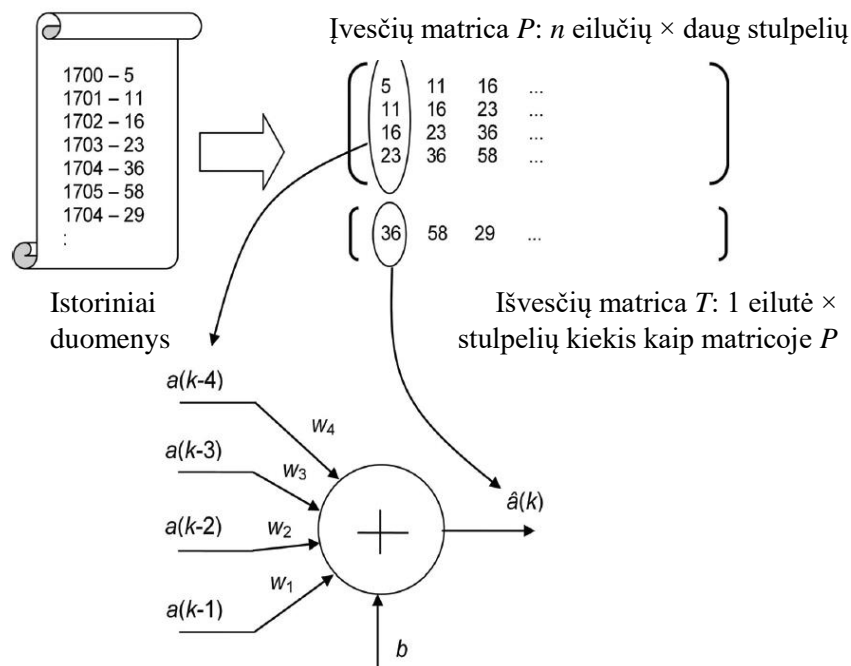 Įvesčių matrica P: n eilučių × daug stulpelių
1700 – 5
1701 – 11
1702 – 16
1703 – 23
1704 – 36
1705 – 58
1704 – 29
:
5 11 16 ...
11 16 23 ...
16 23 36 ...
23 36 58 ...
36 58 29 ...
Istoriniai
duomenys
Išvesčių matrica T: 1 eilutė ×
stulpelių kiekis kaip matricoje P
a(k-4)
w4
a(k-3)
w3
a(k-2)
w2
a(k-1)
w1
+
â(k)
b